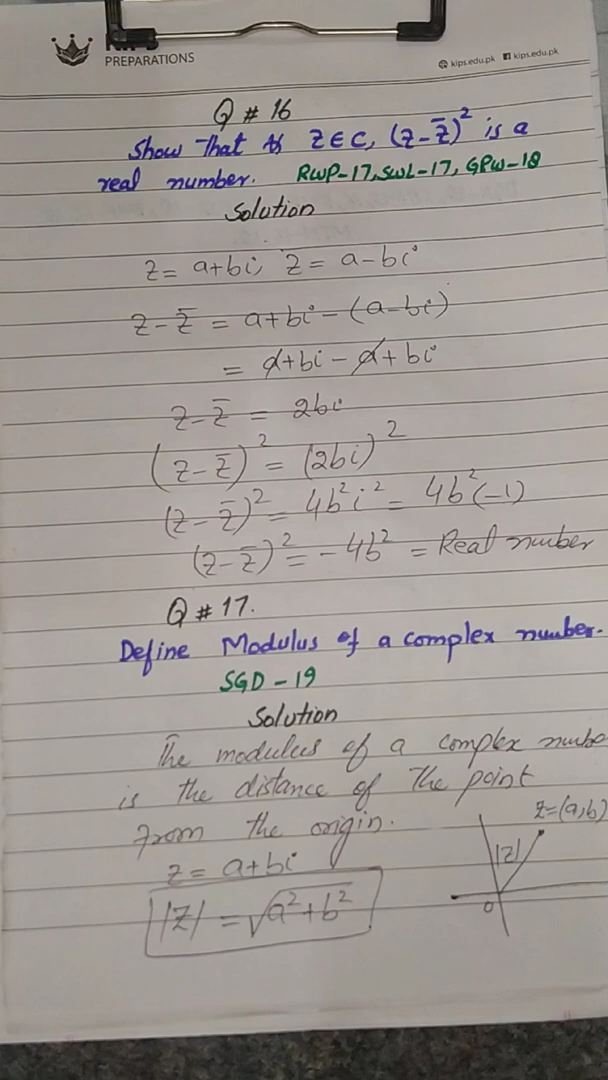 KIPS
PREPARATIONS
kips.edu.pk kips.edu.pk
Q # 16
Show That ∀ Z ∈ C, (z-z̄)² is a
real number. RWP-17, SWL-17, GRW-18
Solution
z = a+bi, z̄ = a-bi
z-z̄ = a+bi-(a-bi)
= a+bi-a+bi
z-z̄ = 2bi
(z-z̄)² = (2bi)²
(z-z̄)² = 4b²i² = 4b²(-1)
(z-z̄)² = -4b² = Real number
Q # 17.
Define Modulus of a complex number.
SGD-19
Solution
The modulus of a complex numbe
is the distance of the point
from the origin.
z=(a,b)
z = a+bi
|z|
|z| = √a²+b²
0